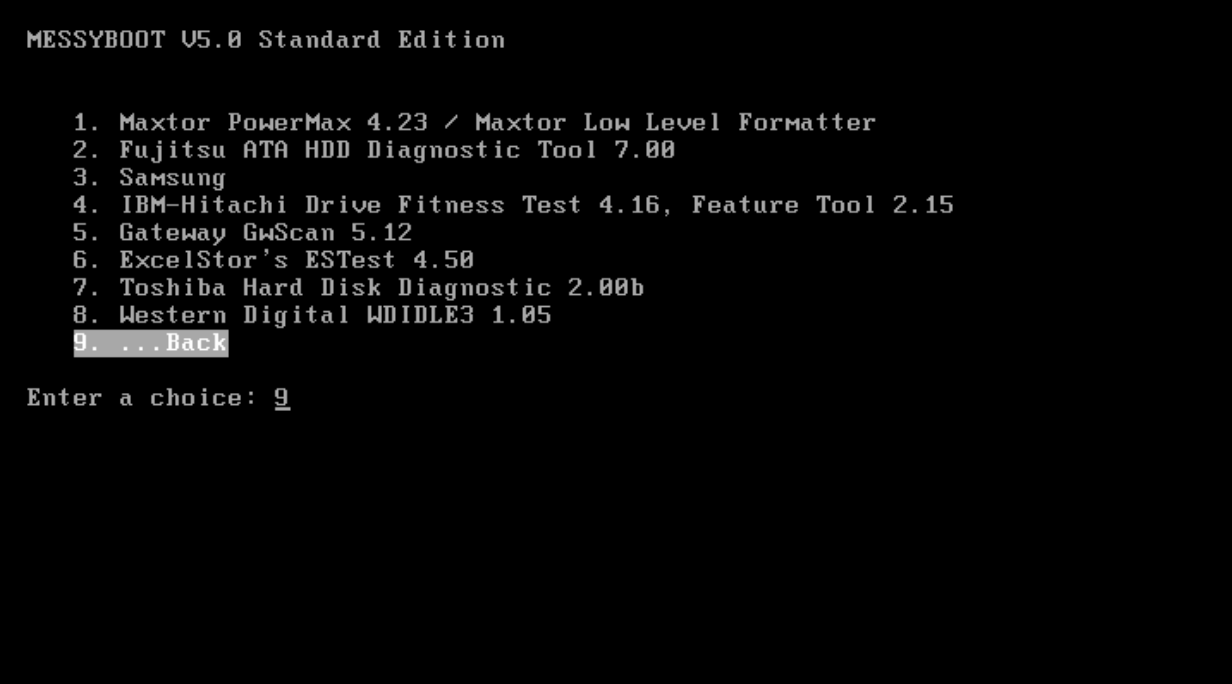 MESSYBOOT V5.0 Standard Edition
1. Maxtor PowerMax 4.23 / Maxtor Low Level Formatter
2. Fujitsu ATA HDD Diagnostic Tool 7.00
3. Samsung
4. IBM-Hitachi Drive Fitness Test 4.16, Feature Tool 2.15
5. Gateway GwScan 5.12
6. ExcelStor's ESTest 4.50
7. Toshiba Hard Disk Diagnostic 2.00b
8. Western Digital WDIDLE3 1.05
9. ...Back
Enter a choice: 9